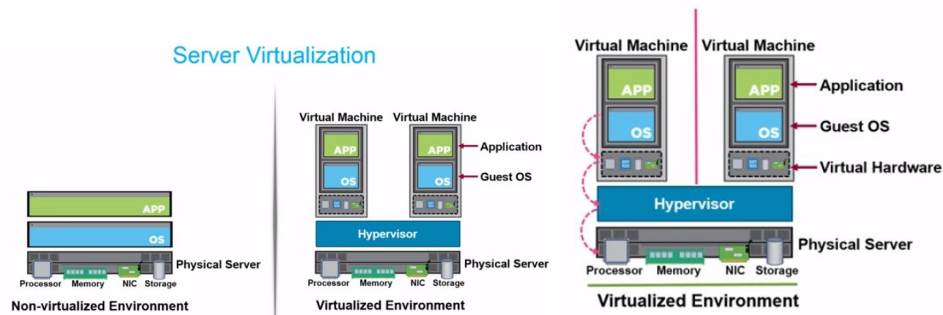 Server Virtualization
APP
OS
Physical Server
Processor Memory NIC Storage
Non-virtualized Environment
Virtual Machine Virtual Machine
APP APP
Application
OS OS
Guest OS
Hypervisor
Physical Server
Processor Memory NIC Storage
Virtualized Environment
Virtual Machine Virtual Machine
APP APP
Application
OS OS
Guest OS
Virtual Hardware
Hypervisor
Physical Server
Processor Memory NIC Storage
Virtualized Environment